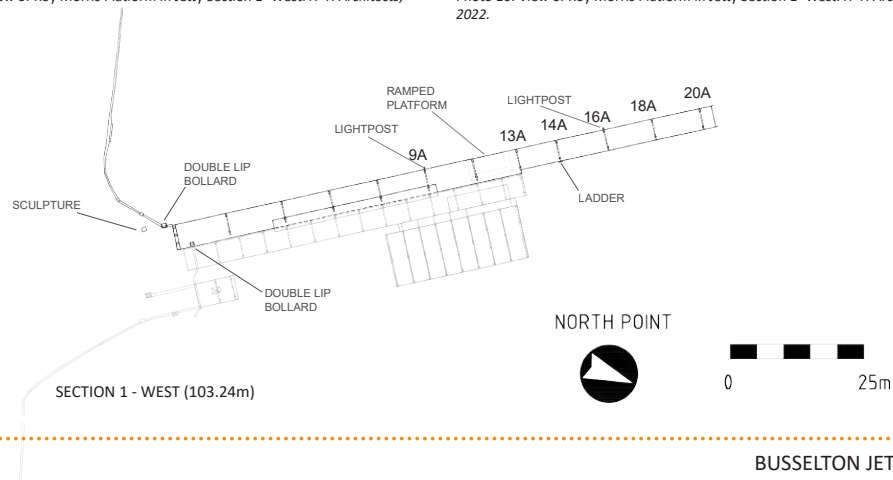 2022.
RAMPED
PLATFORM
LIGHTPOST
LIGHTPOST
9A
13A
14A
16A
18A
20A
DOUBLE LIP
BOLLARD
SCULPTURE
LADDER
DOUBLE LIP
BOLLARD
NORTH POINT
SECTION 1 - WEST (103.24m)
0
25m
BUSSELTON JET